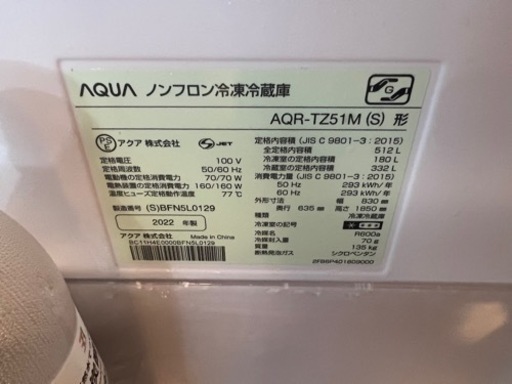 AQUA ノンフロン冷凍冷蔵庫
G
AQR-TZ51M (S) 形
PS E アクア 株式会社 JET
定格電圧 100 V
定格周波数 50/60 Hz
電動機の定格消費電力 70/70 W
電熱装置の定格消費電力 160/160 W
温度ヒューズ定格動作温度 77℃
製造番号 (S)BFN5L0129
2022 年製
アクア 株式会社 Made in China
BC11H4E0000BFN5L0129
定格内容積 (JIS C 9801-3 : 2015)
全定格内容積 512 L
冷凍室の定格内容積 180 L
冷蔵室の定格内容積 332 L
消費電力量 (JIS C 9801-3 : 2015)
50 Hz 293 kWh/年
60 Hz 293 kWh/年
外形寸法 幅 830 mm
奥行 635 mm 高さ 1850 mm
種類 冷凍冷蔵庫
冷凍室の記号
冷媒名 R600a
冷媒封入量 70 g
質量 135 kg
断熱発泡ガス シクロペンタン